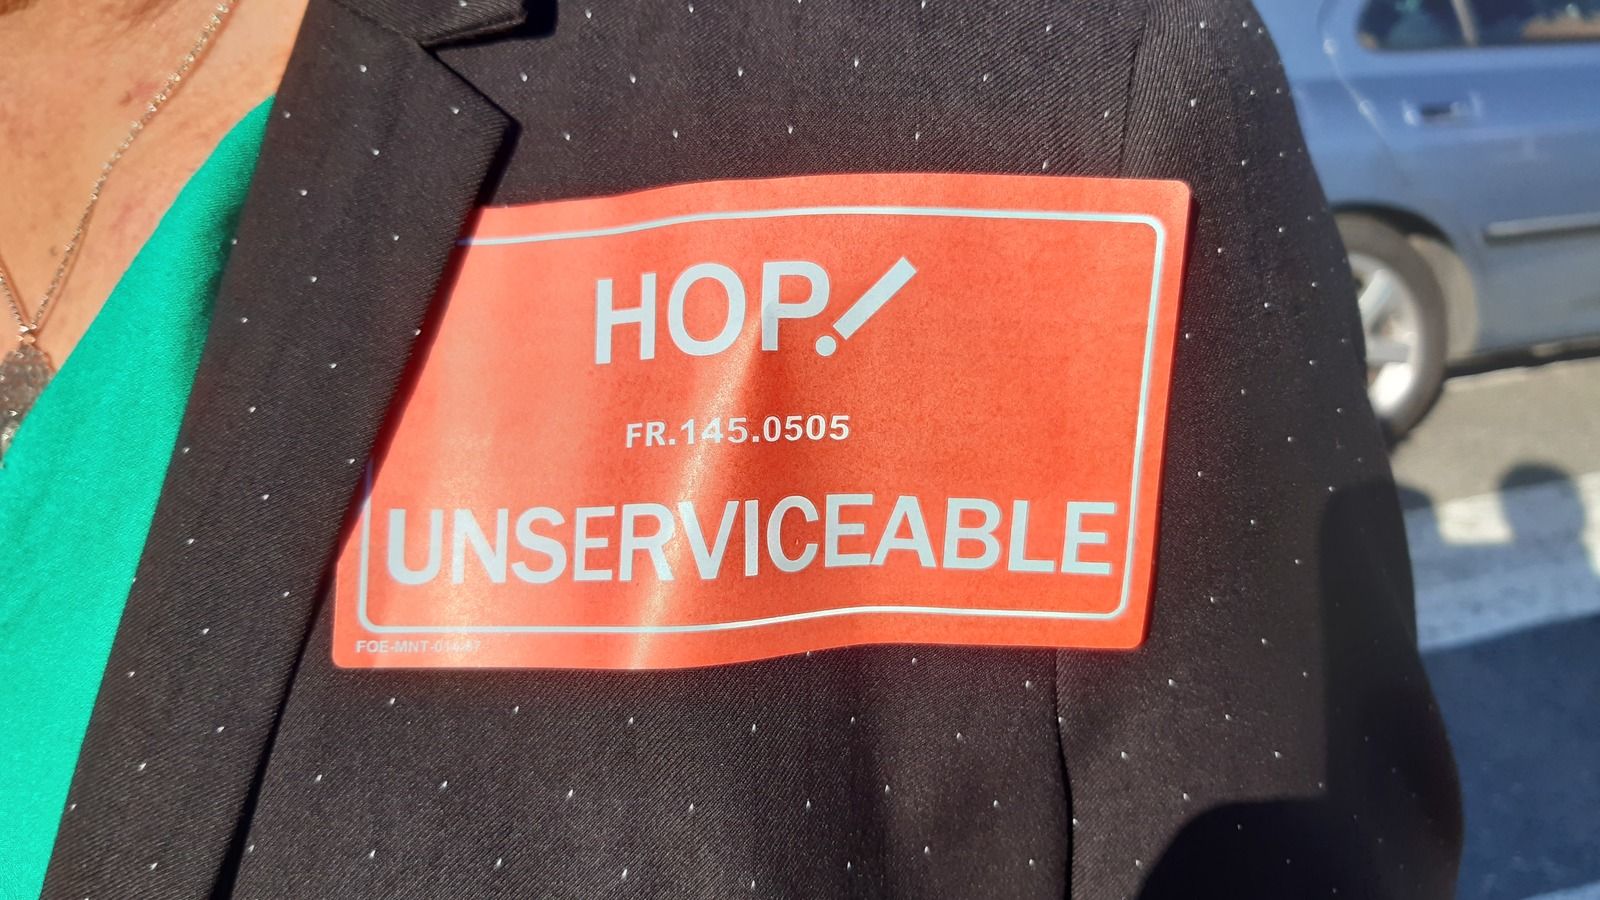 HOP!
FR.145.0505
UNSERVICEABLE